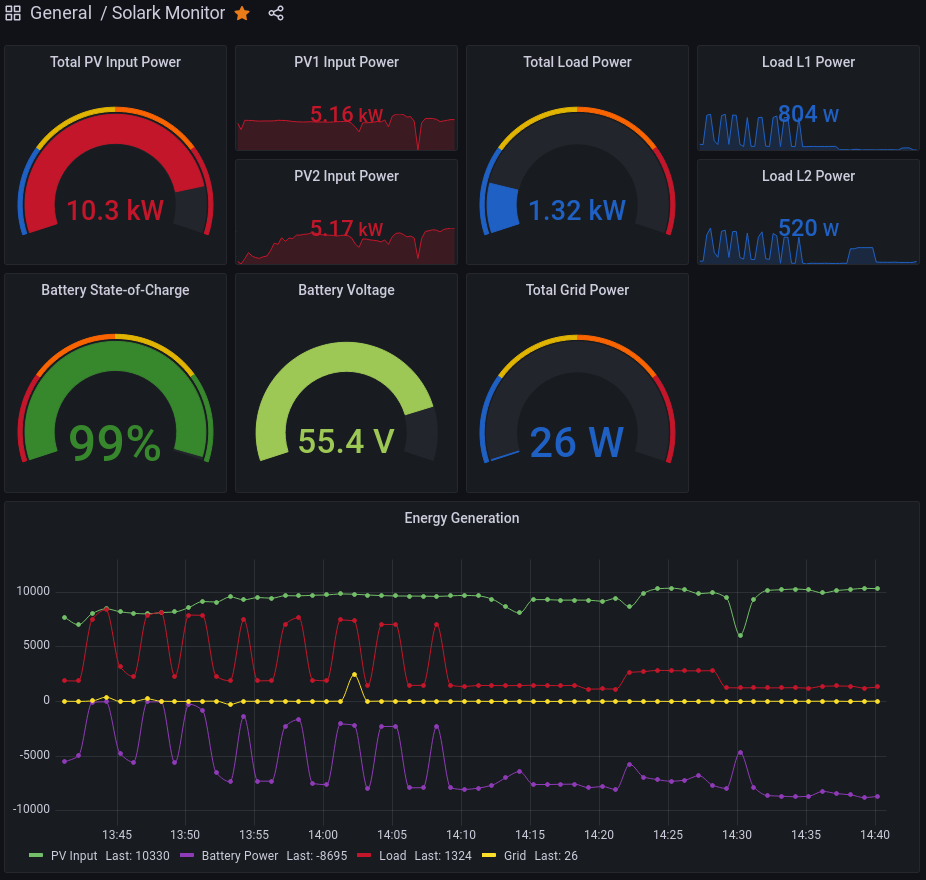 General / Solark Monitor
Total PV Input Power
10.3 kW
PV1 Input Power
5.16 kW
PV2 Input Power
5.17 kW
Total Load Power
1.32 kW
Load L1 Power
804 W
Load L2 Power
520 W
Battery State-of-Charge
99%
Battery Voltage
55.4 V
Total Grid Power
26 W
Energy Generation
10000
5000
0
-5000
-10000
13:45 13:50 13:55 14:00 14:05 14:10 14:15 14:20 14:25 14:30 14:35 14:40
PV Input Last: 10330 Battery Power Last: -8695 Load Last: 1324 Grid Last: 26